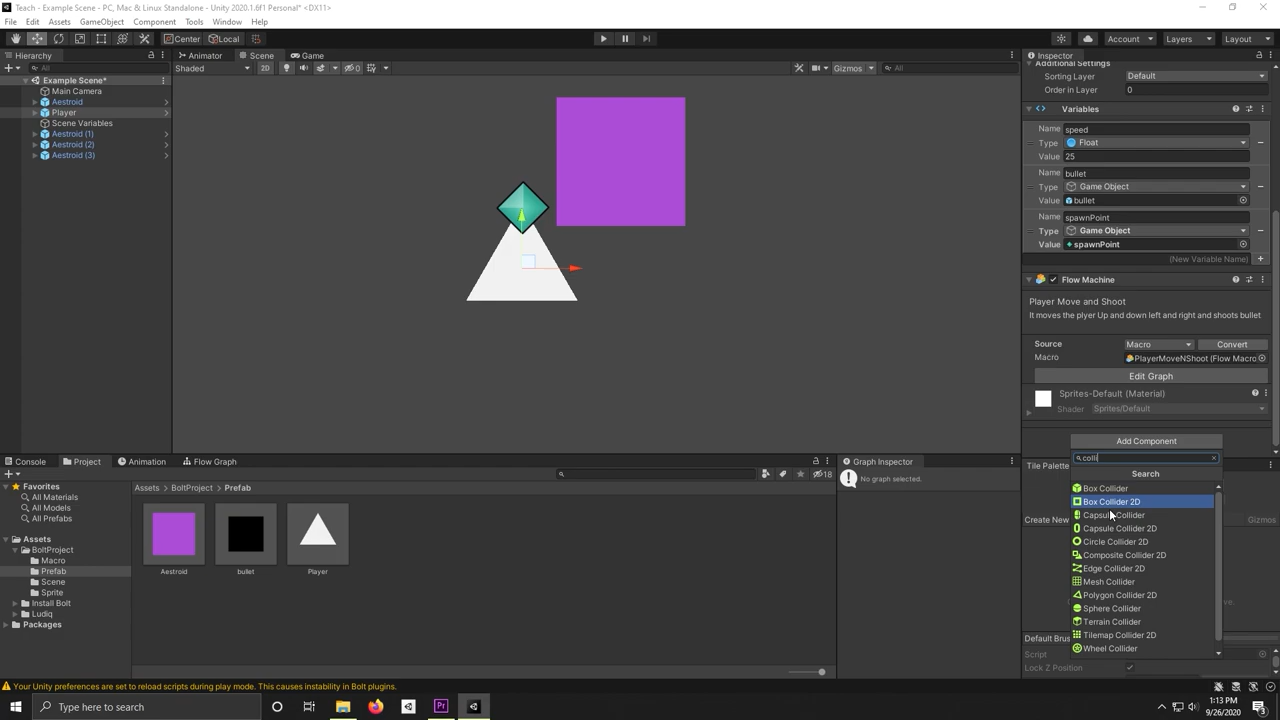 Teach - Example Scene - PC, Mac & Linux Standalone - Unity 2020.1.6f1 Personal* <DX11>
File Edit Assets GameObject Component Tools Window Help
Center Local Account Layers Layout
Hierarchy Animator Scene Game Inspector
All Shaded 2D 0 Gizmos All
Example Scene*
Main Camera
Aestroid
Player
Scene Variables
Aestroid (1)
Aestroid (2)
Aestroid (3)
Additional Settings
Sorting Layer Default
Order in Layer 0
Variables
Name speed
Type Float
Value 25
Name bullet
Type Game Object
Value bullet
Name spawnPoint
Type Game Object
Value spawnPoint
(New Variable Name)
Flow Machine
Player Move and Shoot
It moves the plyer Up and down left and right and shoots bullet
Source Macro Convert
Macro PlayerMoveNShoot (Flow Macro
Edit Graph
Sprites-Default (Material)
Shader Sprites/Default
Add Component
colli
Search
Box Collider
Box Collider 2D
Capsule Collider
Capsule Collider 2D
Circle Collider 2D
Composite Collider 2D
Edge Collider 2D
Mesh Collider
Polygon Collider 2D
Sphere Collider
Terrain Collider
Tilemap Collider 2D
Wheel Collider
Tile Palette
Create New Gizmos
Default Brus
Script
Lock Z Position
Console Project Animation Flow Graph
18
Favorites
All Materials
All Models
All Prefabs
Assets
BoltProject
Macro
Prefab
Scene
Sprite
Install Bolt
Ludiq
Packages
Assets BoltProject Prefab
Aestroid bullet Player
Graph Inspector
No graph selected.
Your Unity preferences are set to reload scripts during play mode. This causes instability in Bolt plugins.
Type here to search
Pr
1:13 PM
9/26/2020
3